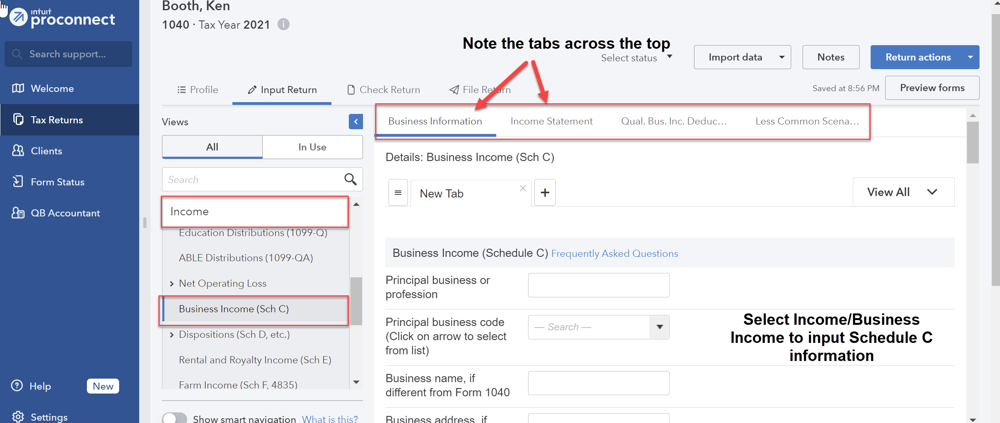 Booth, Ken
intuit
proconnect
1040 · Tax Year 2021
i
Note the tabs across the top
Search support...
Select status
Import data
Notes
Return actions
Welcome
Profile
Input Return
Check Return
File Return
Saved at 8:56 PM
Preview forms
Tax Returns
Views
Business Information
Income Statement
Qual. Bus. Inc. Deduc...
Less Common Scena...
Clients
All
In Use
Details: Business Income (Sch C)
Search
Form Status
New Tab
View All
QB Accountant
Income
Education Distributions (1099-Q)
ABLE Distributions (1099-QA)
Net Operating Loss
Business Income (Sch C)
Dispositions (Sch D, etc.)
Rental and Royalty Income (Sch E)
Farm Income (Sch F, 4835)
Business Income (Schedule C) Frequently Asked Questions
Principal business or
profession
Principal business code
(Click on arrow to select
from list)
— Search —
Select Income/Business
Income to input Schedule C
information
Business name, if
different from Form 1040
Business address, if
Help
New
Settings
Show smart navigation
What is this?